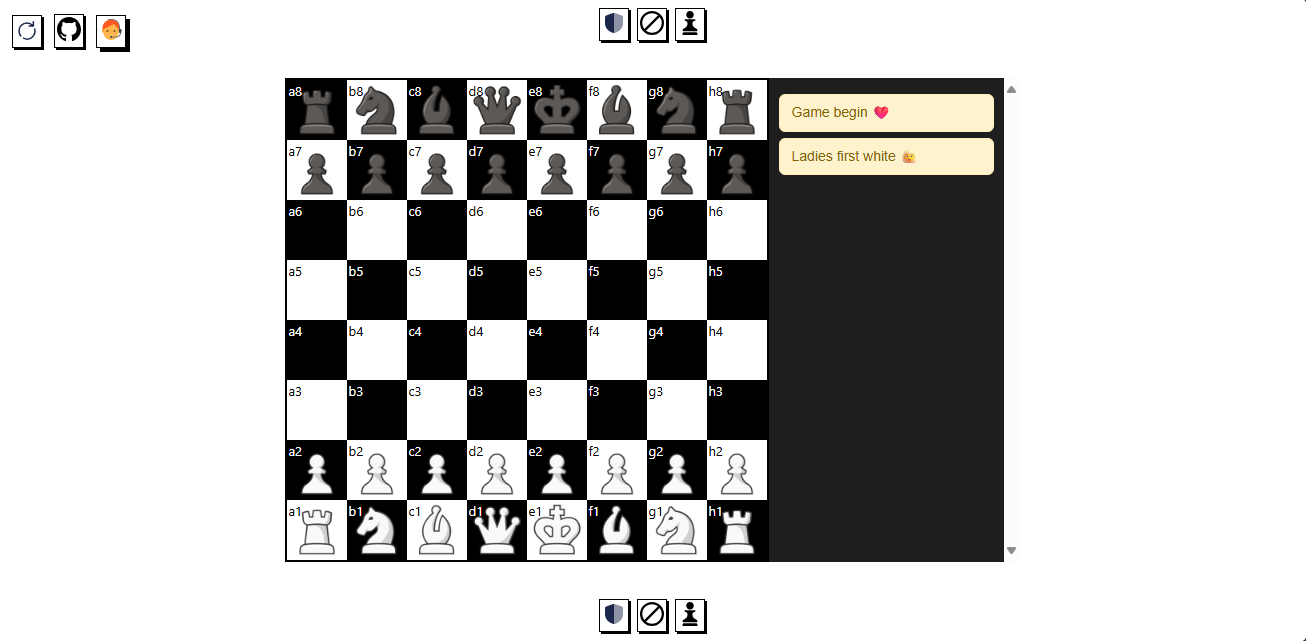 a8 b8 c8 d8 e8 f8 g8 h8
Game begin 💗
a7 b7 c7 d7 e7 f7 g7 h7
Ladies first white 🙋
a6 b6 c6 d6 e6 f6 g6 h6
a5 b5 c5 d5 e5 f5 g5 h5
a4 b4 c4 d4 e4 f4 g4 h4
a3 b3 c3 d3 e3 f3 g3 h3
a2 b2 c2 d2 e2 f2 g2 h2
a1 b1 c1 d1 e1 f1 g1 h1